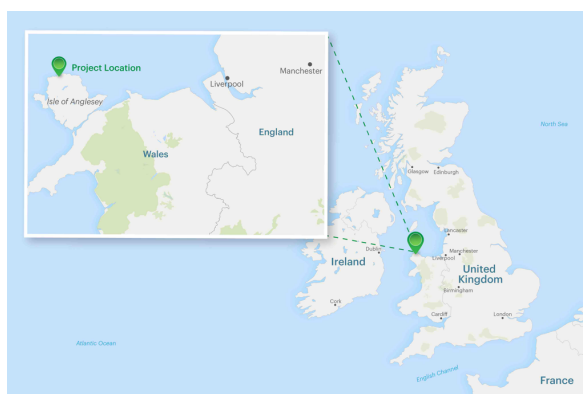 Project Location
Liverpool
Manchester
Isle of Anglesey
England
Wales
North Sea
Glasgow
Edinburgh
Lancaster
Dublin
Manchester
Liverpool
Ireland
United
Kingdom
Birmingham
Cork
Cardiff
London
Atlantic Ocean
English Channel
France